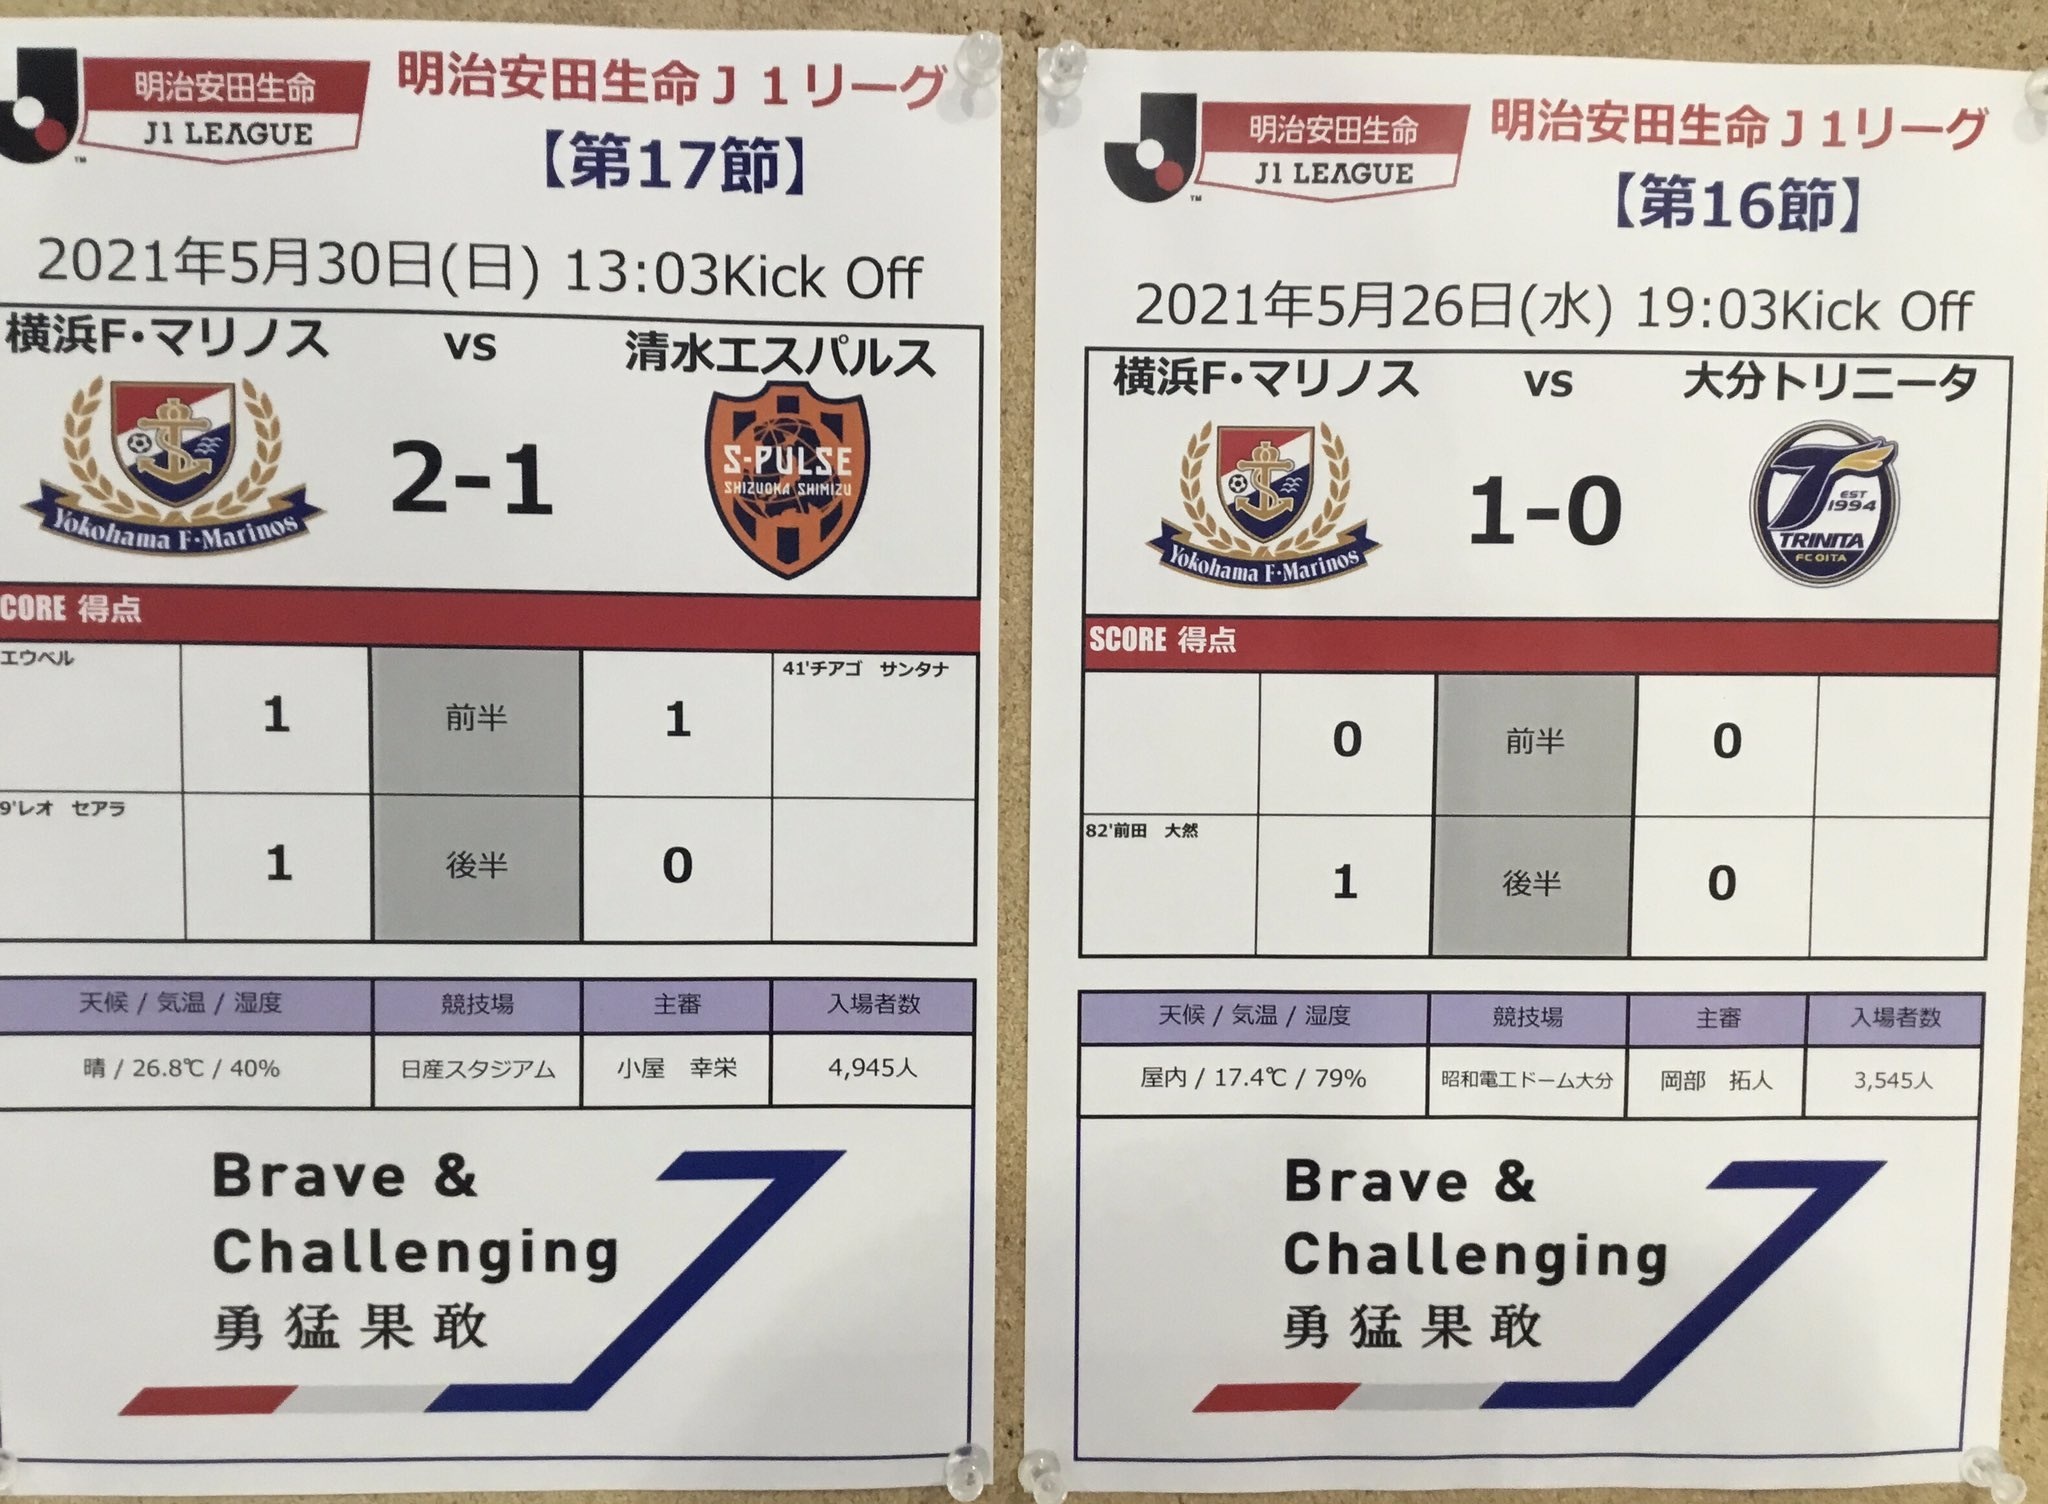 明治安田生命
J1 LEAGUE
TM
明治安田生命J1リーグ
【第17節】
2021年5月30日(日) 13:03Kick Off
横浜F・マリノス vs 清水エスパルス
Yokohama F・Marinos
2-1
S-PULSE
SHIZUOKA SHIMIZU
CORE 得点
エウベル 1 前半 1 41'チアゴ サンタナ
9'レオ セアラ 1 後半 0
天候 / 気温 / 湿度 競技場 主審 入場者数
晴 / 26.8℃ / 40% 日産スタジアム 小屋 幸栄 4,945人
Brave &
Challenging
勇猛果敢
明治安田生命
J1 LEAGUE
TM
明治安田生命J1リーグ
【第16節】
2021年5月26日(水) 19:03Kick Off
横浜F・マリノス vs 大分トリニータ
Yokohama F・Marinos
1-0
EST
1994
TRINITA
FC OITA
SCORE 得点
0 前半 0
82'前田 大然 1 後半 0
天候 / 気温 / 湿度 競技場 主審 入場者数
屋内 / 17.4℃ / 79% 昭和電工ドーム大分 岡部 拓人 3,545人
Brave &
Challenging
勇猛果敢